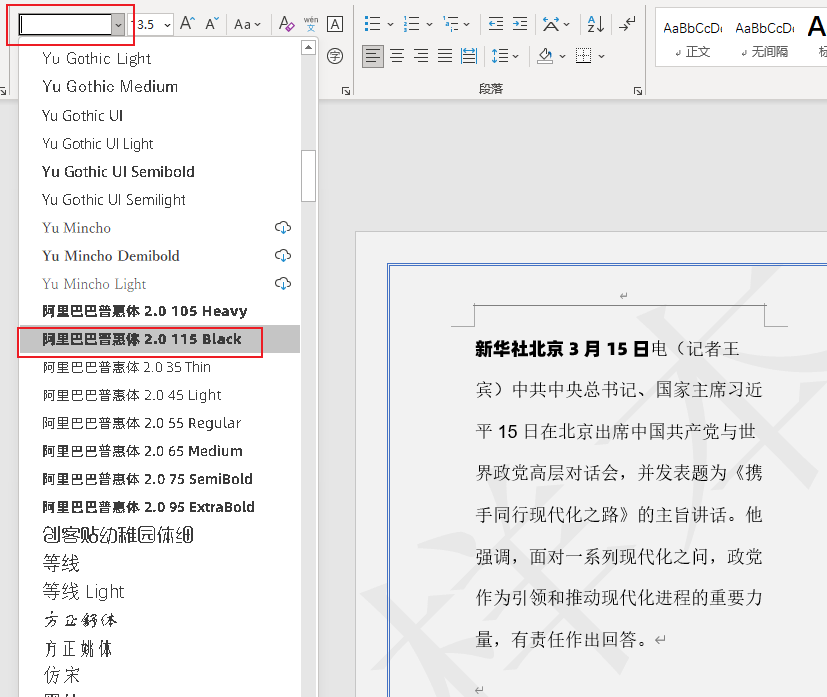 13.5
A
A
Aa
A
wén
文
A
字
A
Z
段落
AaBbCcDc
正文
AaBbCcDc
无间隔
Yu Gothic Light
Yu Gothic Medium
Yu Gothic UI
Yu Gothic UI Light
Yu Gothic UI Semibold
Yu Gothic UI Semilight
Yu Mincho
Yu Mincho Demibold
Yu Mincho Light
阿里巴巴普惠体 2.0 105 Heavy
阿里巴巴普惠体 2.0 115 Black
阿里巴巴普惠体 2.0 35 Thin
阿里巴巴普惠体 2.0 45 Light
阿里巴巴普惠体 2.0 55 Regular
阿里巴巴普惠体 2.0 65 Medium
阿里巴巴普惠体 2.0 75 SemiBold
阿里巴巴普惠体 2.0 95 ExtraBold
创客贴幼稚园体细
等线
等线 Light
方正舒体
方正姚体
仿宋
新华社北京 3 月 15 日电（记者王
宾）中共中央总书记、国家主席习近
平 15 日在北京出席中国共产党与世
界政党高层对话会，并发表题为《携
手同行现代化之路》的主旨讲话。他
强调，面对一系列现代化之问，政党
作为引领和推动现代化进程的重要力
量，有责任作出回答。
样本